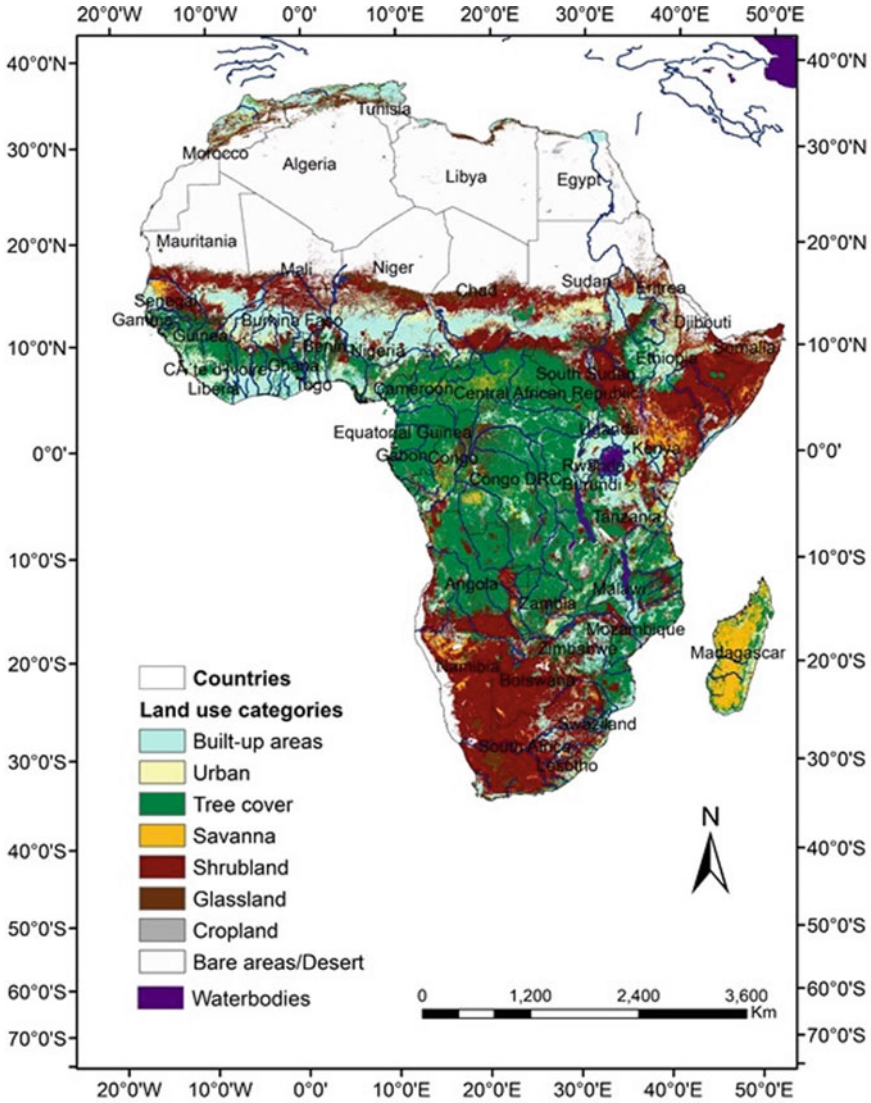 20°0'W 10°0'W 0°0' 10°0'E 20°0'E 30°0'E 40°0'E 50°0'E
40°0'N 40°0'N
Tunisia
30°0'N 30°0'N
Morocco
Algeria
Libya
Egypt
20°0'N 20°0'N
Mauritania
Mali
Niger
Chad
Sudan
Eritrea
Senegal
Gambia
Burkina Faso
Djibouti
Guinea
Benin
Nigeria
10°0'N 10°0'N
Somalia
Ethiopia
CÃ´te d'Ivoire
Ghana
Liberia
Togo
South Sudan
Cameroon
Central African Republic
Equatorial Guinea
Uganda
Kenya
0°0' 0°0'
Gabon
Congo
Rwanda
Congo DRC
Burundi
Tanzania
10°0'S 10°0'S
Angola
Malawi
Zambia
Mozambique
Zimbabwe
Madagascar
20°0'S 20°0'S
Namibia
Botswana
Swaziland
South Africa
Lesotho
30°0'S 30°0'S
Countries
Land use categories
Built-up areas
Urban
Tree cover
Savanna
Shrubland
Glassland
Cropland
Bare areas/Desert
Waterbodies
N
40°0'S 40°0'S
50°0'S 50°0'S
60°0'S 60°0'S
70°0'S 70°0'S
0 1,200 2,400 3,600
Km
20°0'W 10°0'W 0°0' 10°0'E 20°0'E 30°0'E 40°0'E 50°0'E